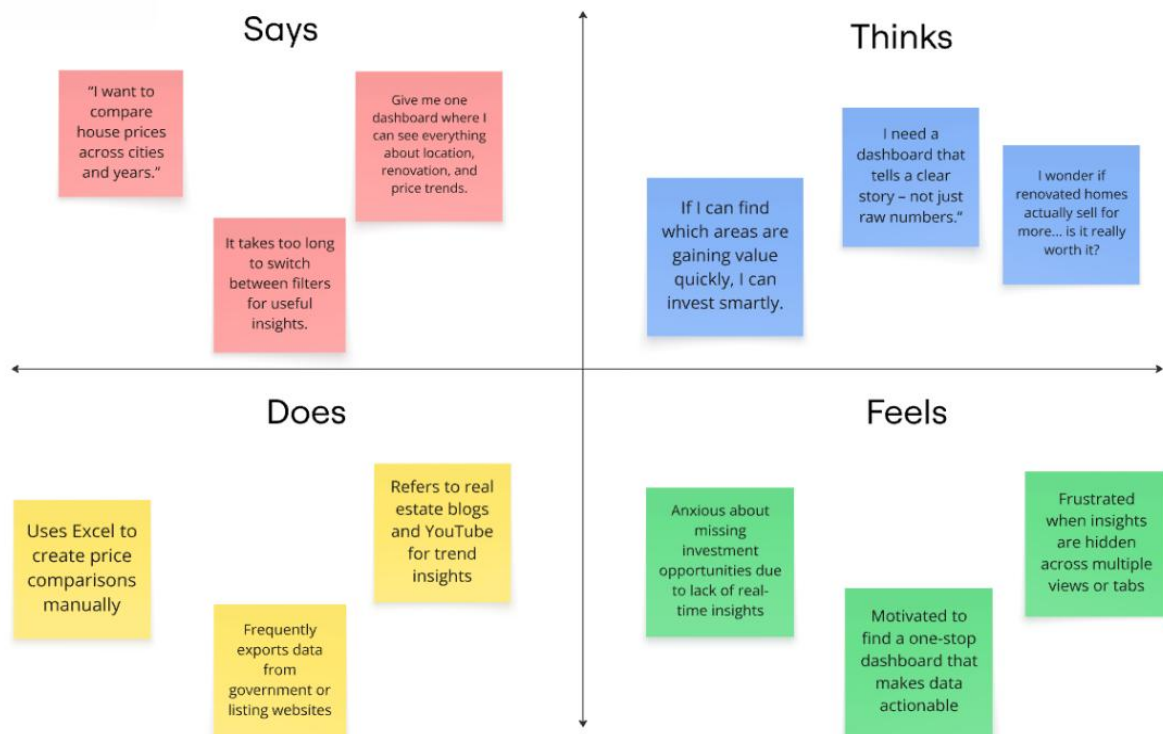 Says
“I want to
compare
house prices
across cities
and years.”
Give me one
dashboard where I
can see everything
about location,
renovation, and
price trends.
It takes too long
to switch
between filters
for useful
insights.
Thinks
If I can find
which areas are
gaining value
quickly, I can
invest smartly.
I need a
dashboard that
tells a clear
story – not just
raw numbers.“
I wonder if
renovated homes
actually sell for
more... is it really
worth it?
Does
Uses Excel to
create price
comparisons
manually
Frequently
exports data
from
government or
listing websites
Refers to real
estate blogs
and YouTube
for trend
insights
Feels
Anxious about
missing
investment
opportunities due
to lack of real-
time insights
Motivated to
find a one-stop
dashboard that
makes data
actionable
Frustrated
when insights
are hidden
across multiple
views or tabs